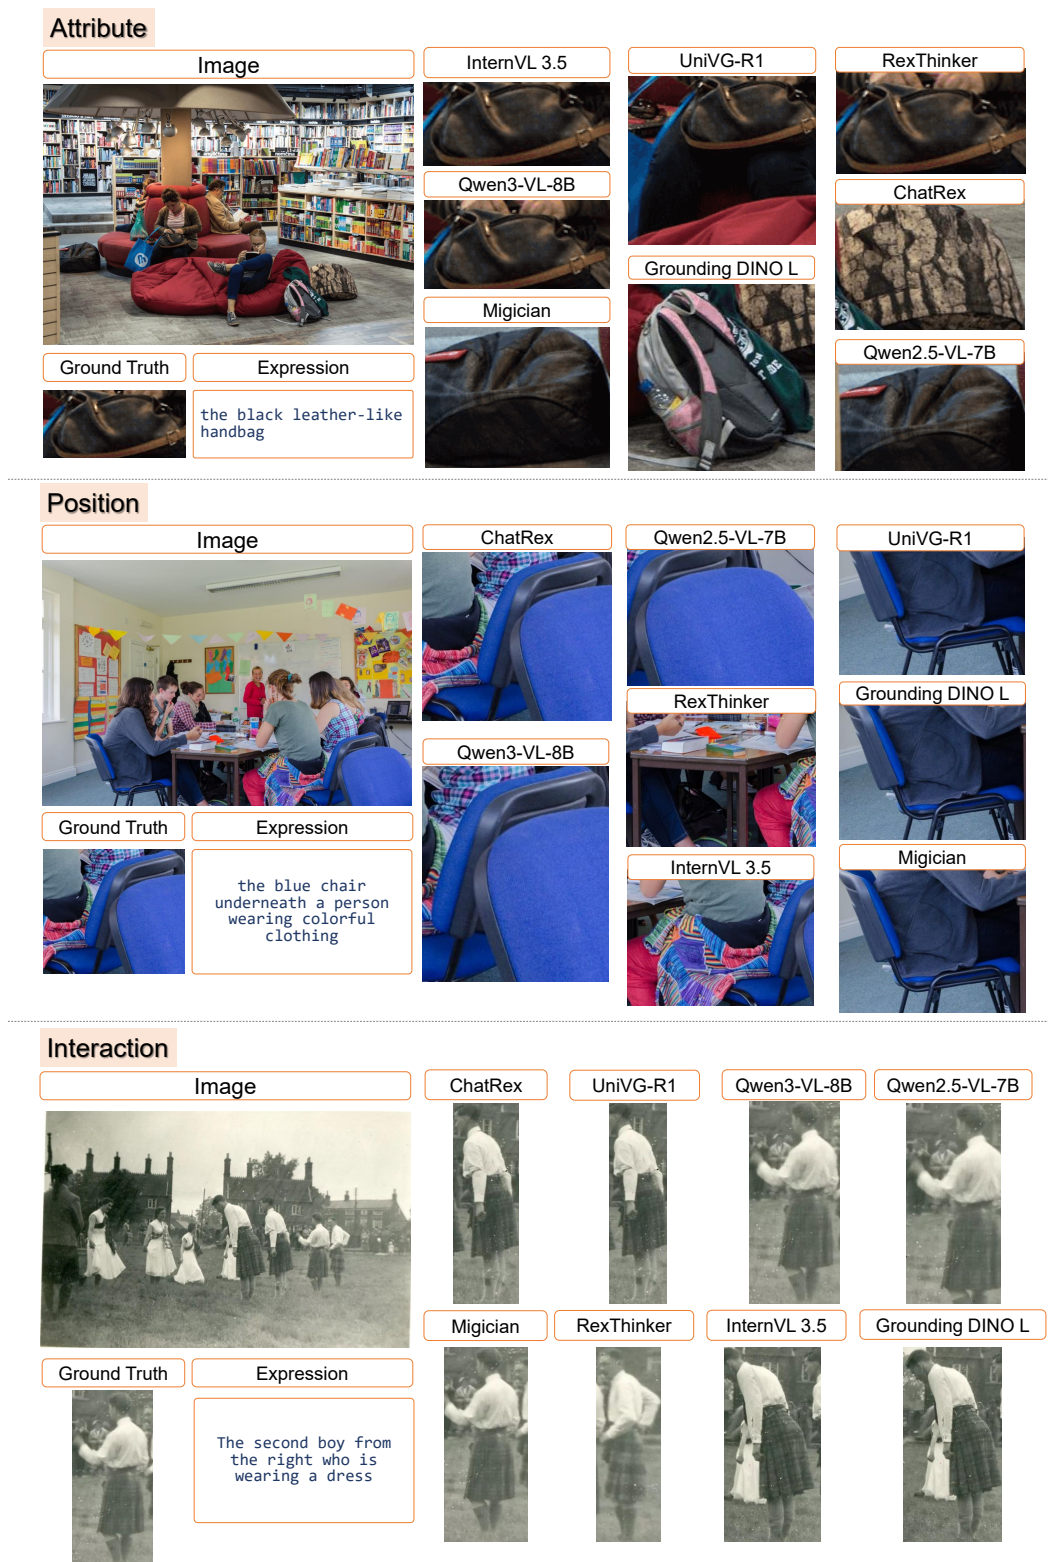 Attribute
Image
InternVL 3.5
UniVG-R1
RexThinker
Qwen3-VL-8B
ChatRex
Grounding DINO L
Migician
Qwen2.5-VL-7B
Ground Truth
Expression
the black leather-like
handbag
Position
Image
ChatRex
Qwen2.5-VL-7B
UniVG-R1
RexThinker
Grounding DINO L
Qwen3-VL-8B
InternVL 3.5
Migician
Ground Truth
Expression
the blue chair
underneath a person
wearing colorful
clothing
Interaction
Image
ChatRex
UniVG-R1
Qwen3-VL-8B
Qwen2.5-VL-7B
Migician
RexThinker
InternVL 3.5
Grounding DINO L
Ground Truth
Expression
The second boy from
the right who is
wearing a dress